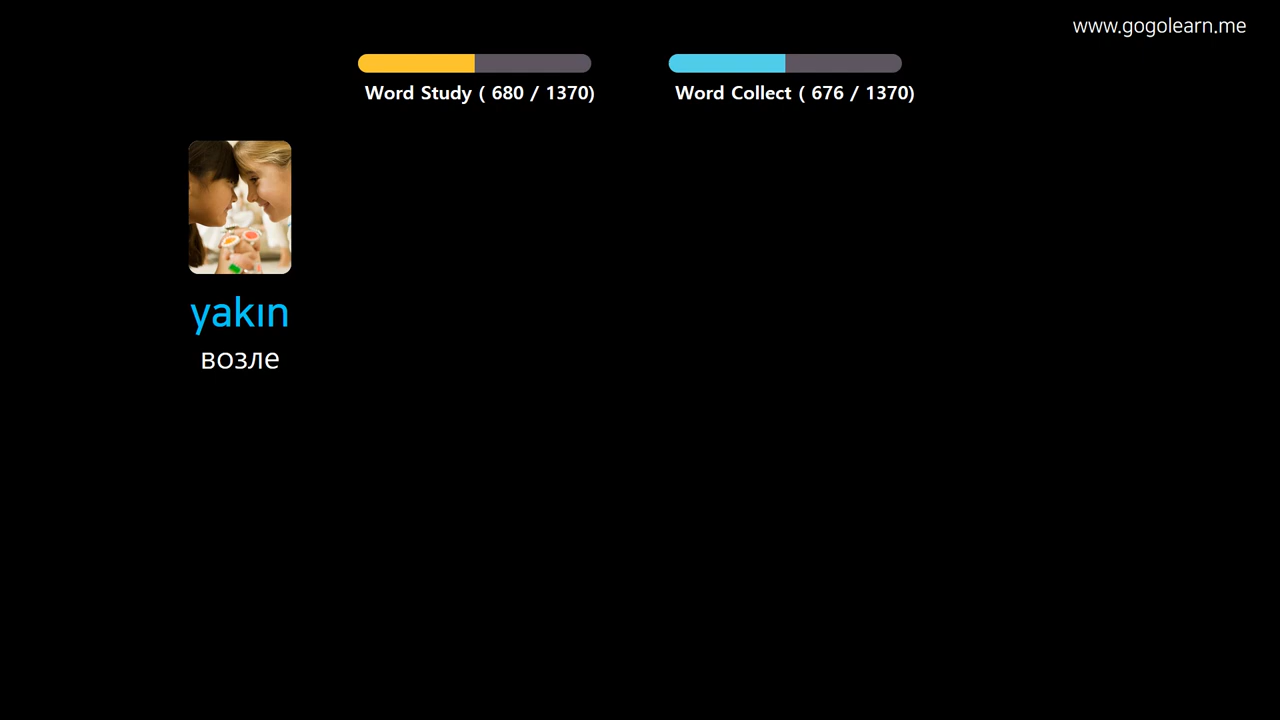 www.gogolearn.me
Word Study ( 680 / 1370)
Word Collect ( 676 / 1370)
yakın
возле